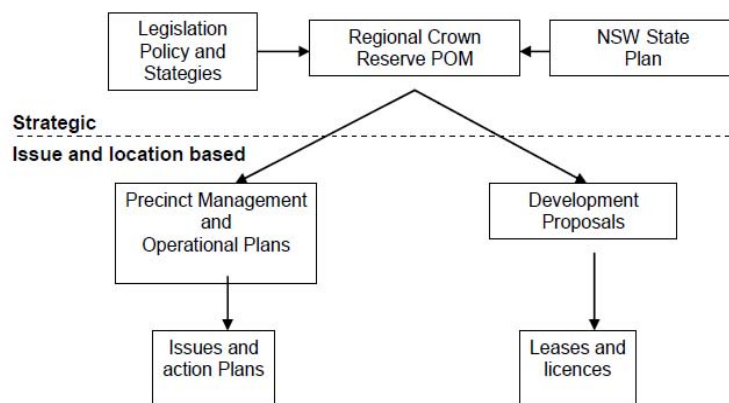 Legislation
Policy and
Stategies
Regional Crown
Reserve POM
NSW State
Plan
Strategic
Issue and location based
Precinct Management
and
Operational Plans
Development
Proposals
Issues and
action Plans
Leases and
licences